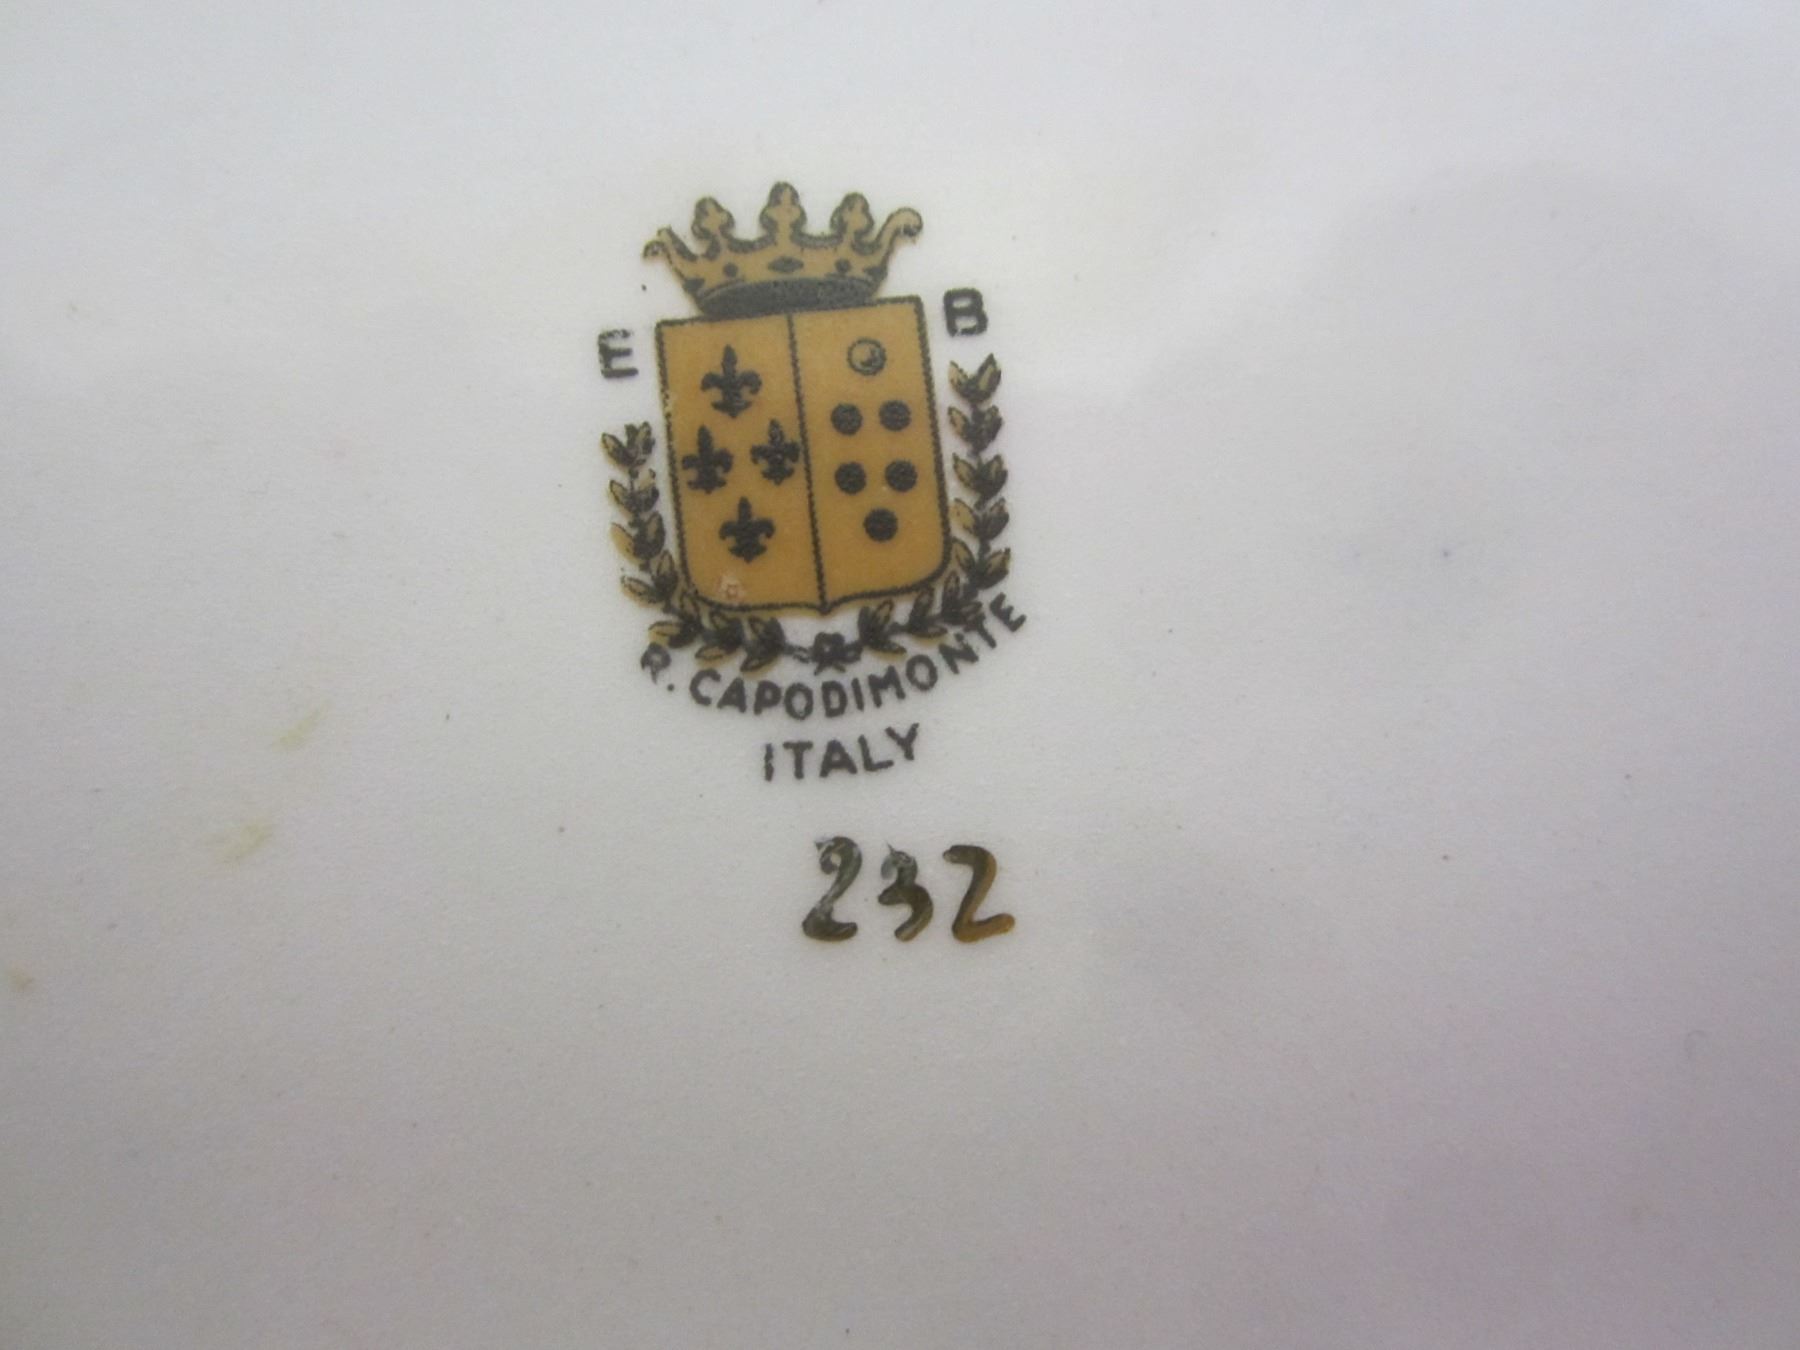 E B
R. CAPODIMONTE
ITALY
232